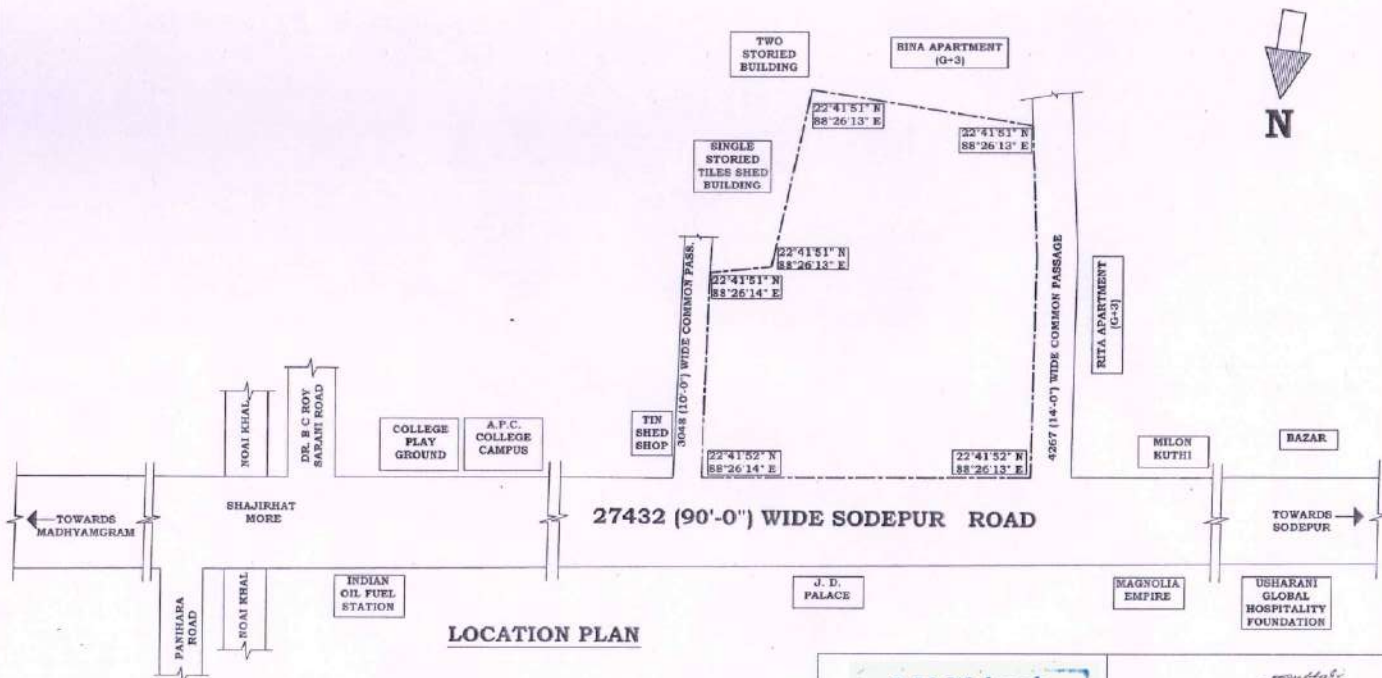 TWO
STORIED
BUILDING
BINA APARTMENT
(G+3)
N
22°41'51" N
88°26'13" E
22°41'51" N
88°26'13" E
SINGLE
STORIED
TILES SHED
BUILDING
22°41'51" N
88°26'13" E
22°41'51" N
88°26'14" E
3048 (10'-0") WIDE COMMON PASS.
4267 (14'-0") WIDE COMMON PASSAGE
RITA APARTMENT
(G+3)
NOAI KHAL
DR. B C ROY
SARANI ROAD
COLLEGE
PLAY
GROUND
A.P.C.
COLLEGE
CAMPUS
TIN
SHED
SHOP
22°41'52" N
88°26'14" E
22°41'52" N
88°26'13" E
MILON
KUTHI
BAZAR
TOWARDS
MADHYAMGRAM
SHAJIRHAT
MORE
27432 (90'-0") WIDE SODEPUR ROAD
TOWARDS
SODEPUR
PANIHARA
ROAD
NOAI KHAL
INDIAN
OIL FUEL
STATION
J. D.
PALACE
MAGNOLIA
EMPIRE
USHARANI
GLOBAL
HOSPITALITY
FOUNDATION
LOCATION PLAN